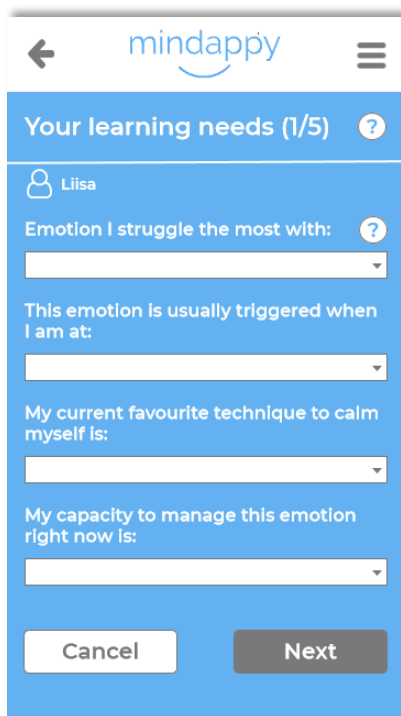 mindappy
Your learning needs (1/5) ?
Liisa
Emotion I struggle the most with: ?
This emotion is usually triggered when
I am at:
My current favourite technique to calm
myself is:
My capacity to manage this emotion
right now is:
Cancel Next